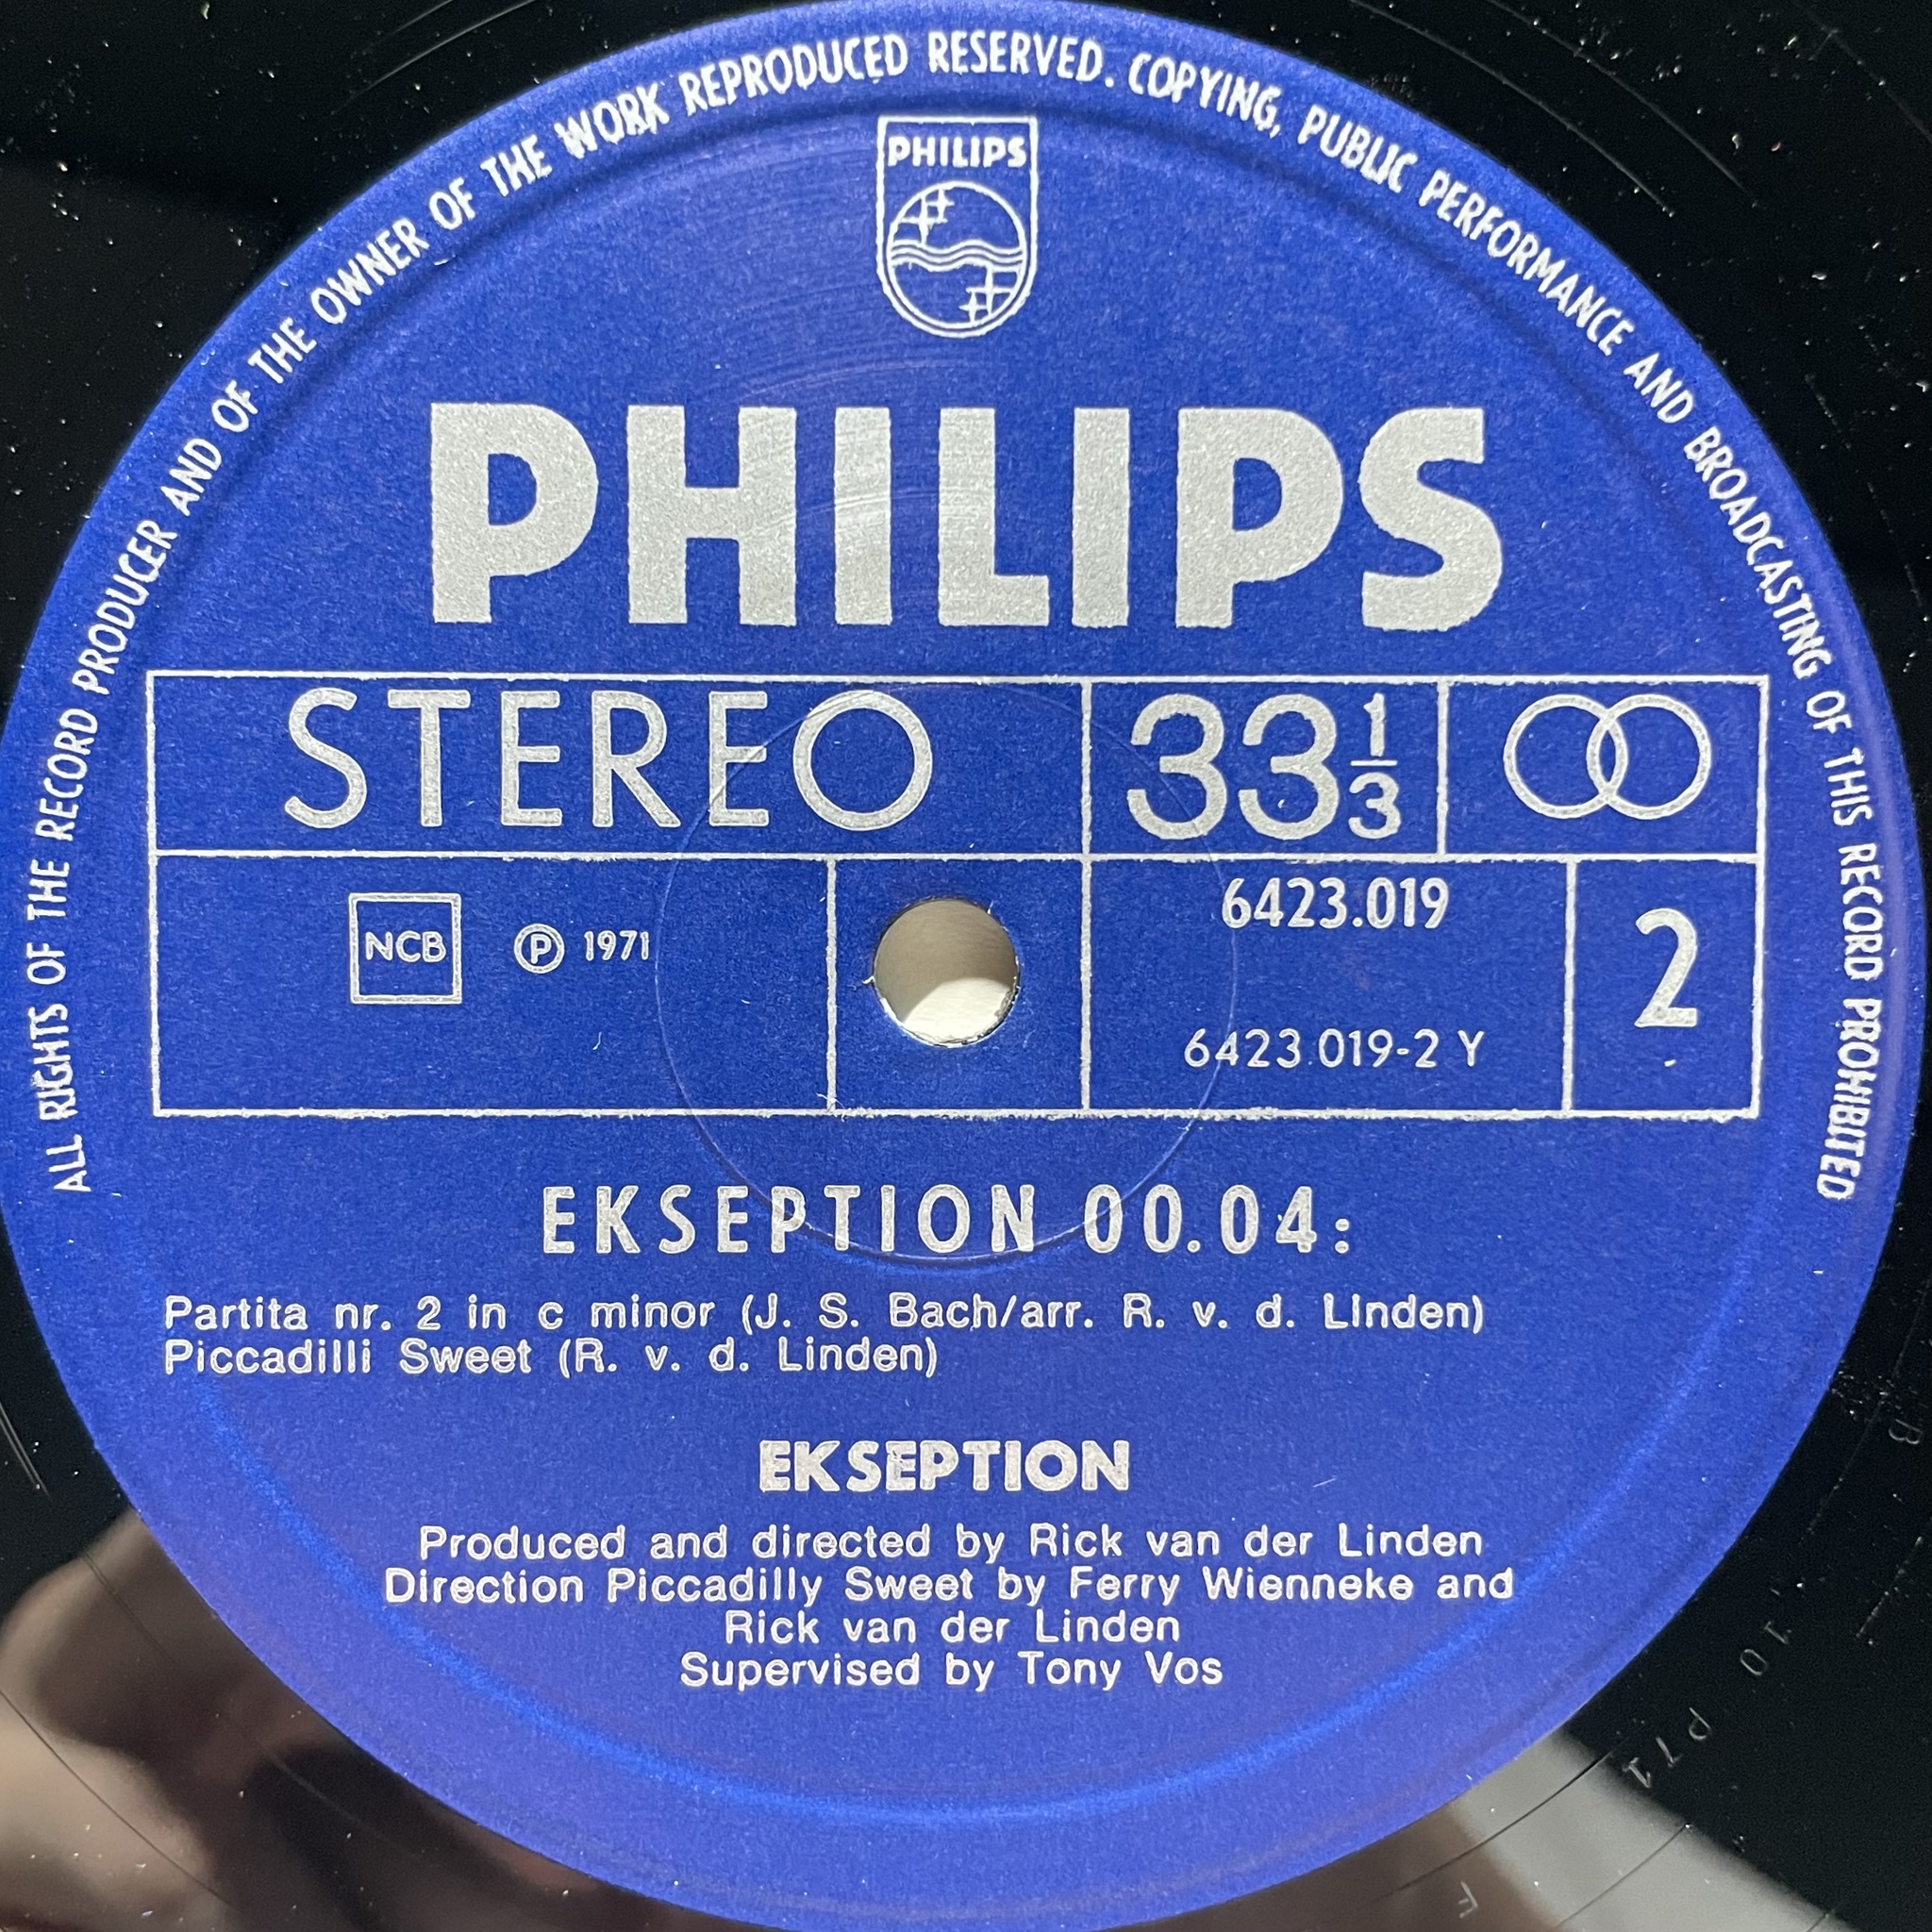 ALL RIGHTS OF THE RECORD PRODUCER AND OF THE OWNER OF THE WORK REPRODUCED RESERVED. COPYING, PUBLIC PERFORMANCE AND BROADCASTING OF THIS RECORD PROHIBITED
PHILIPS
PHILIPS
STEREO 33 1/3
NCB ℗ 1971 6423.019 2
6423.019-2 Y
EKSEPTION 00.04:
Partita nr. 2 in c minor (J. S. Bach/arr. R. v. d. Linden)
Piccadilli Sweet (R. v. d. Linden)
EKSEPTION
Produced and directed by Rick van der Linden
Direction Piccadilly Sweet by Ferry Wienneke and
Rick van der Linden
Supervised by Tony Vos